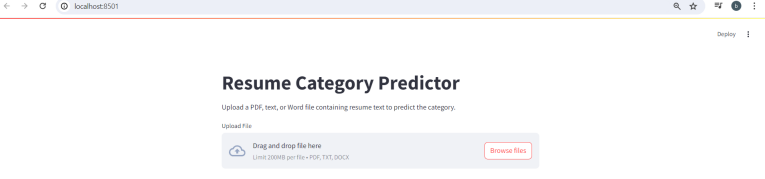 localhost:8501
b
Deploy
Resume Category Predictor
Upload a PDF, text, or Word file containing resume text to predict the category.
Upload File
Drag and drop file here
Limit 200MB per file • PDF, TXT, DOCX
Browse files